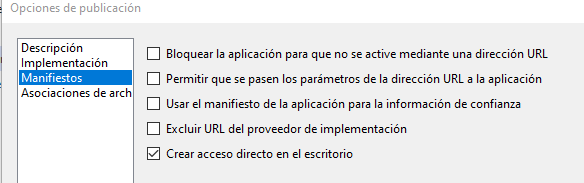 Opciones de publicación
Descripción
Implementación
Manifiestos
Asociaciones de arch
Bloquear la aplicación para que no se active mediante una dirección URL
Permitir que se pasen los parámetros de la dirección URL a la aplicación
Usar el manifiesto de la aplicación para la información de confianza
Excluir URL del proveedor de implementación
Crear acceso directo en el escritorio